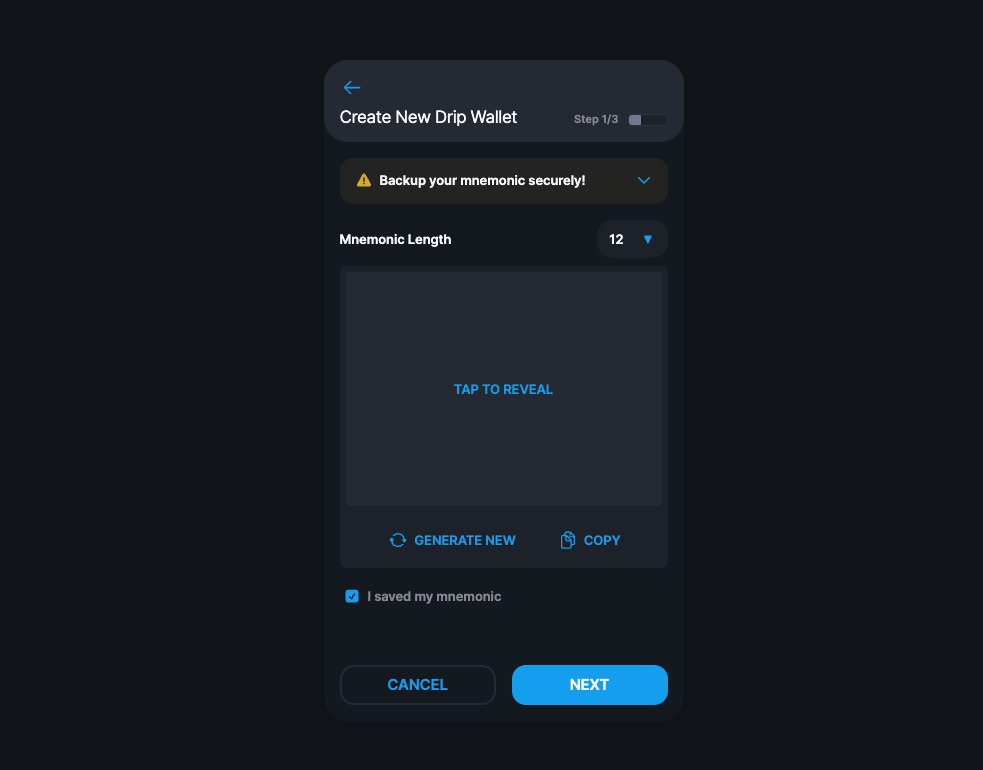 Create New Drip Wallet
Step 1/3
Backup your mnemonic securely!
Mnemonic Length
12
TAP TO REVEAL
GENERATE NEW
COPY
I saved my mnemonic
CANCEL
NEXT